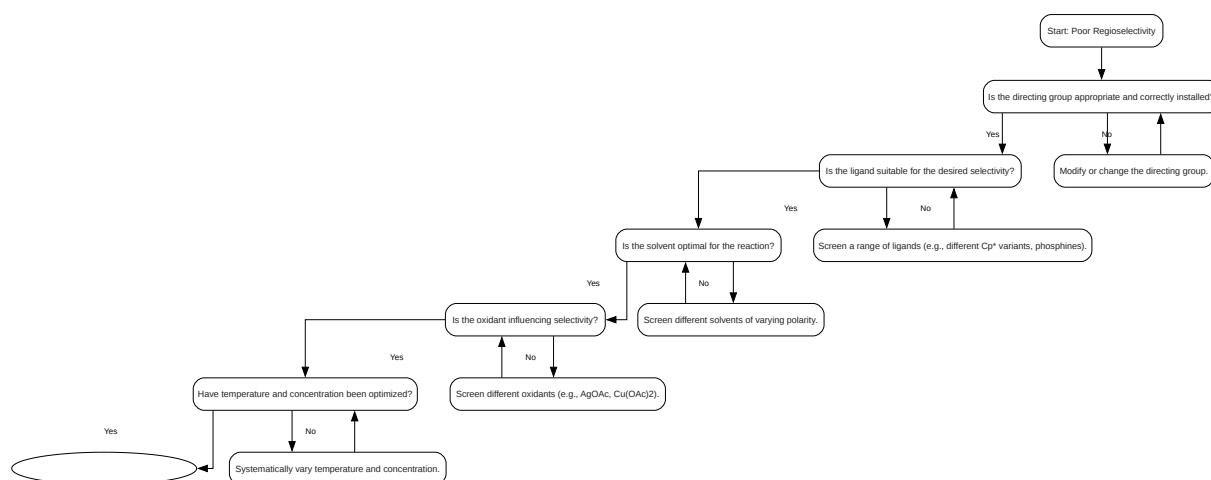 Start: Poor Regioselectivity
Is the directing group appropriate and correctly installed?
Yes
No
Is the ligand suitable for the desired selectivity?
Modify or change the directing group.
Yes
No
Is the solvent optimal for the reaction?
Screen a range of ligands (e.g., different Cp* variants, phosphines).
Yes
No
Is the oxidant influencing selectivity?
Screen different solvents of varying polarity.
Yes
No
Have temperature and concentration been optimized?
Screen different oxidants (e.g., AgOAc, Cu(OAc)2).
Yes
No
Systematically vary temperature and concentration.